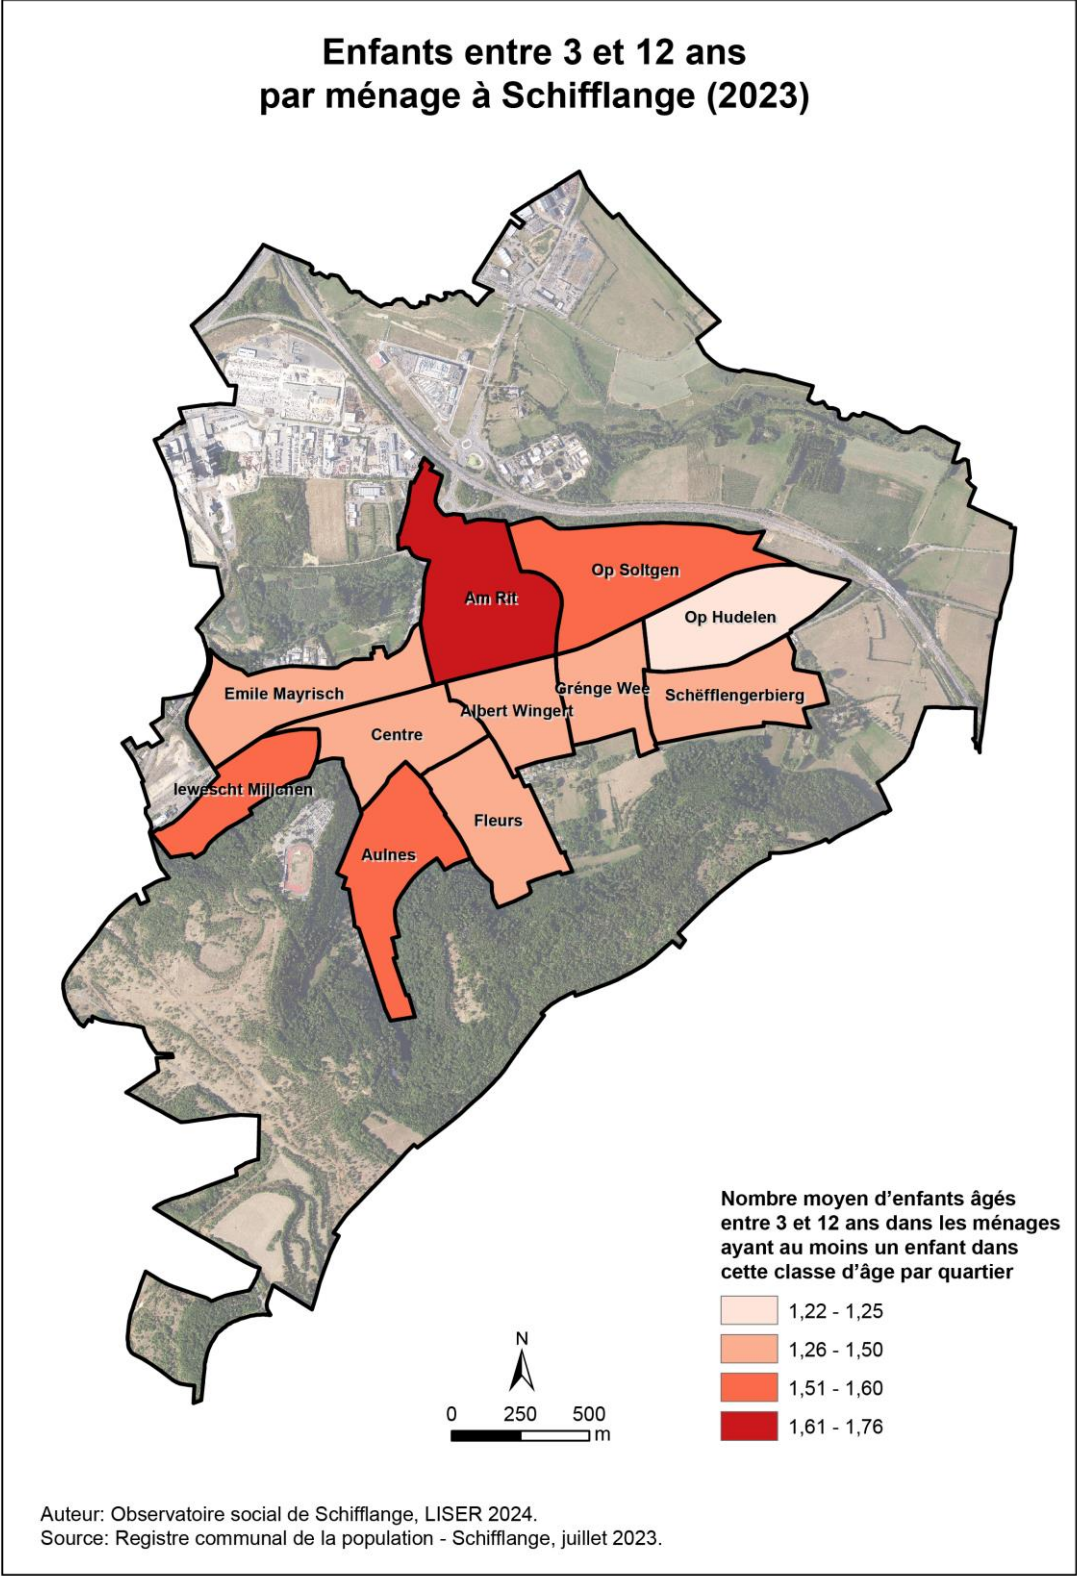 Enfants entre 3 et 12 ans
par ménage à Schifflange (2023)
Op Soltgen
Am Rit
Op Hudelen
Emile Mayrisch
Grénge Wee
Schëfflengerbierg
Albert Wingert
Centre
Iewescht Milichen
Fleurs
Aulnes
Nombre moyen d’enfants âgés
entre 3 et 12 ans dans les ménages
ayant au moins un enfant dans
cette classe d’âge par quartier
1,22 - 1,25
1,26 - 1,50
1,51 - 1,60
1,61 - 1,76
N
0 250 500
m
Auteur: Observatoire social de Schifflange, LISER 2024.
Source: Registre communal de la population - Schifflange, juillet 2023.